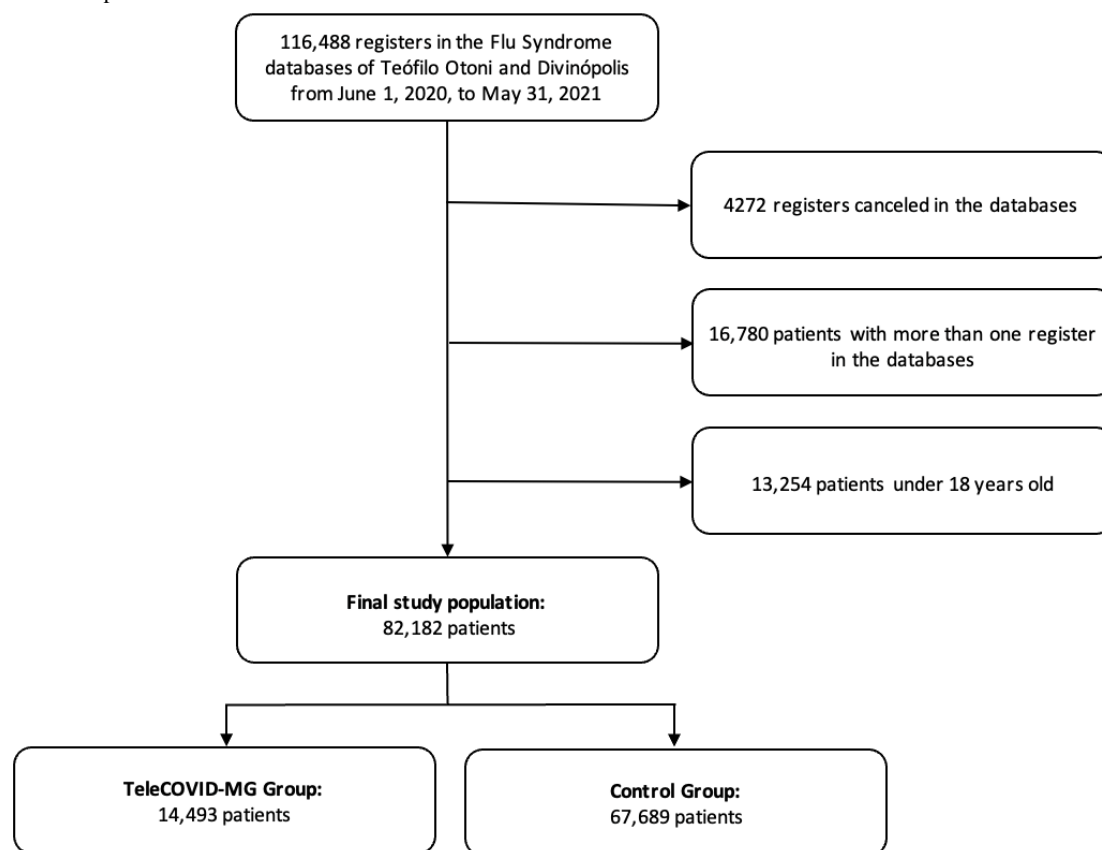 116,488 registers in the Flu Syndrome
databases of Teófilo Otoni and Divinópolis
from June 1, 2020, to May 31, 2021
4272 registers canceled in the databases
16,780 patients with more than one register
in the databases
13,254 patients under 18 years old
Final study population:
82,182 patients
TeleCOVID-MG Group:
14,493 patients
Control Group:
67,689 patients